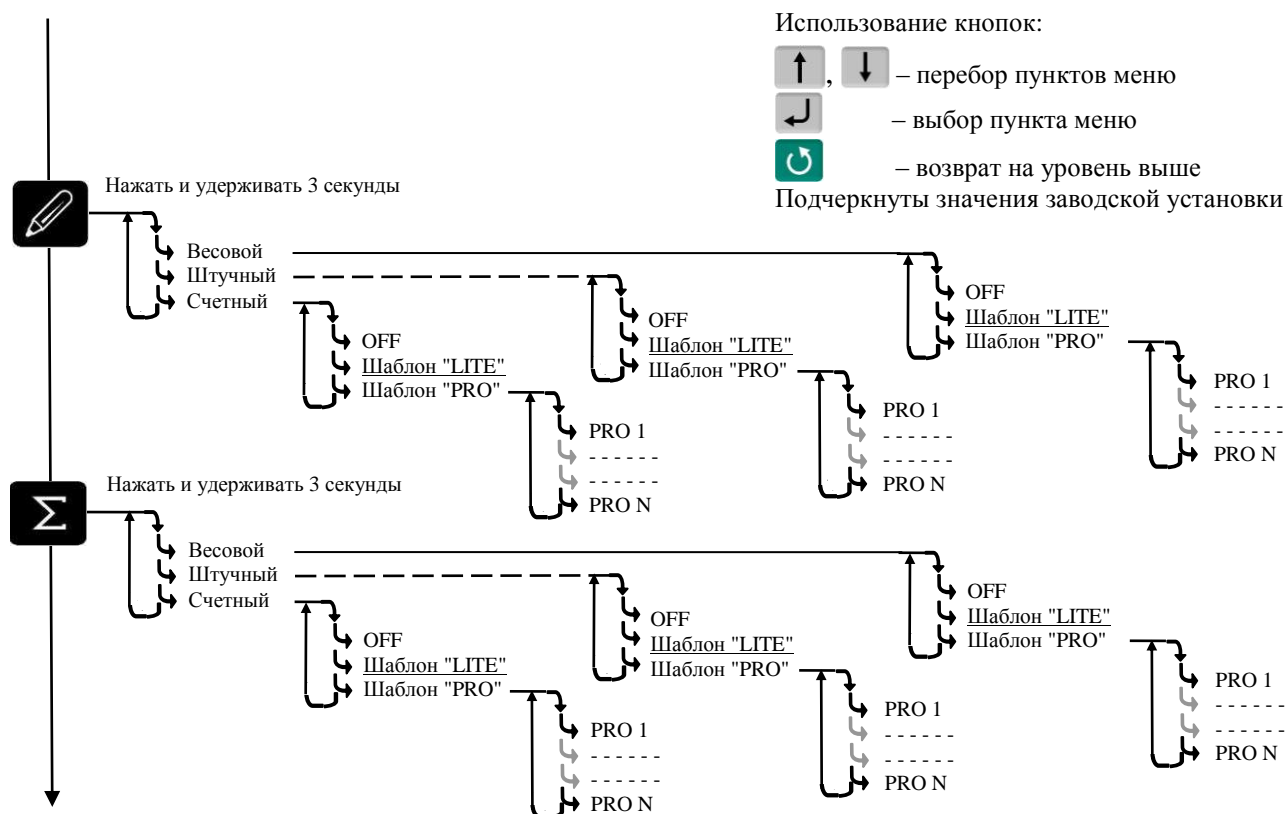 Использование кнопок:
, – перебор пунктов меню
– выбор пункта меню
– возврат на уровень выше
Подчеркнуты значения заводской установки
Нажать и удерживать 3 секунды
Весовой
Штучный
Счетный
OFF
Шаблон "LITE"
Шаблон "PRO"
PRO 1
- - - - - -
- - - - - -
PRO N
OFF
Шаблон "LITE"
Шаблон "PRO"
PRO 1
- - - - - -
- - - - - -
PRO N
OFF
Шаблон "LITE"
Шаблон "PRO"
PRO 1
- - - - - -
- - - - - -
PRO N
Нажать и удерживать 3 секунды
Σ
Весовой
Штучный
Счетный
OFF
Шаблон "LITE"
Шаблон "PRO"
PRO 1
- - - - - -
- - - - - -
PRO N
OFF
Шаблон "LITE"
Шаблон "PRO"
PRO 1
- - - - - -
- - - - - -
PRO N
OFF
Шаблон "LITE"
Шаблон "PRO"
PRO 1
- - - - - -
- - - - - -
PRO N